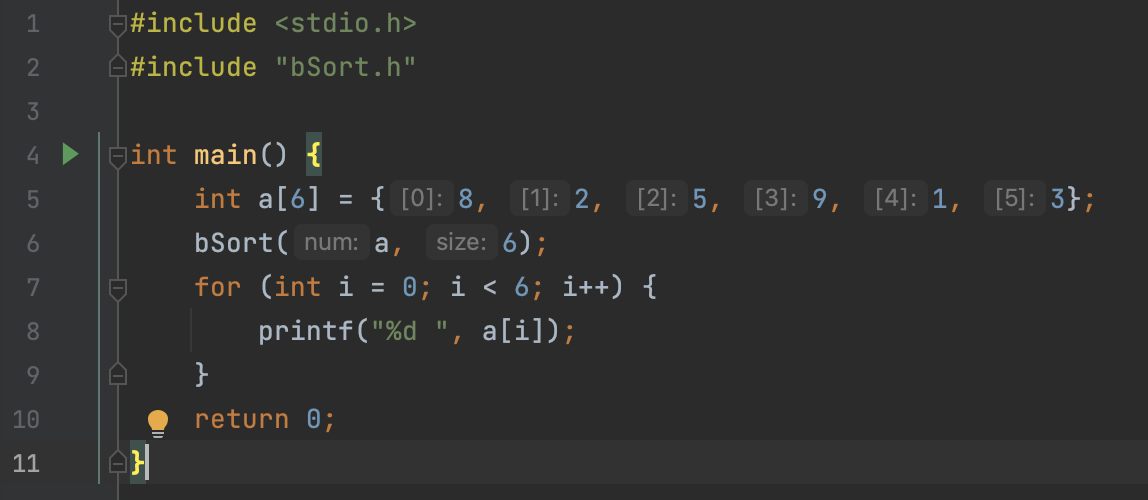 1 #include <stdio.h>
2 #include "bSort.h"
3
4 int main() {
5 int a[6] = {[0]: 8, [1]: 2, [2]: 5, [3]: 9, [4]: 1, [5]: 3};
6 bSort(num: a, size: 6);
7 for (int i = 0; i < 6; i++) {
8 printf("%d ", a[i]);
9 }
10 return 0;
11 }